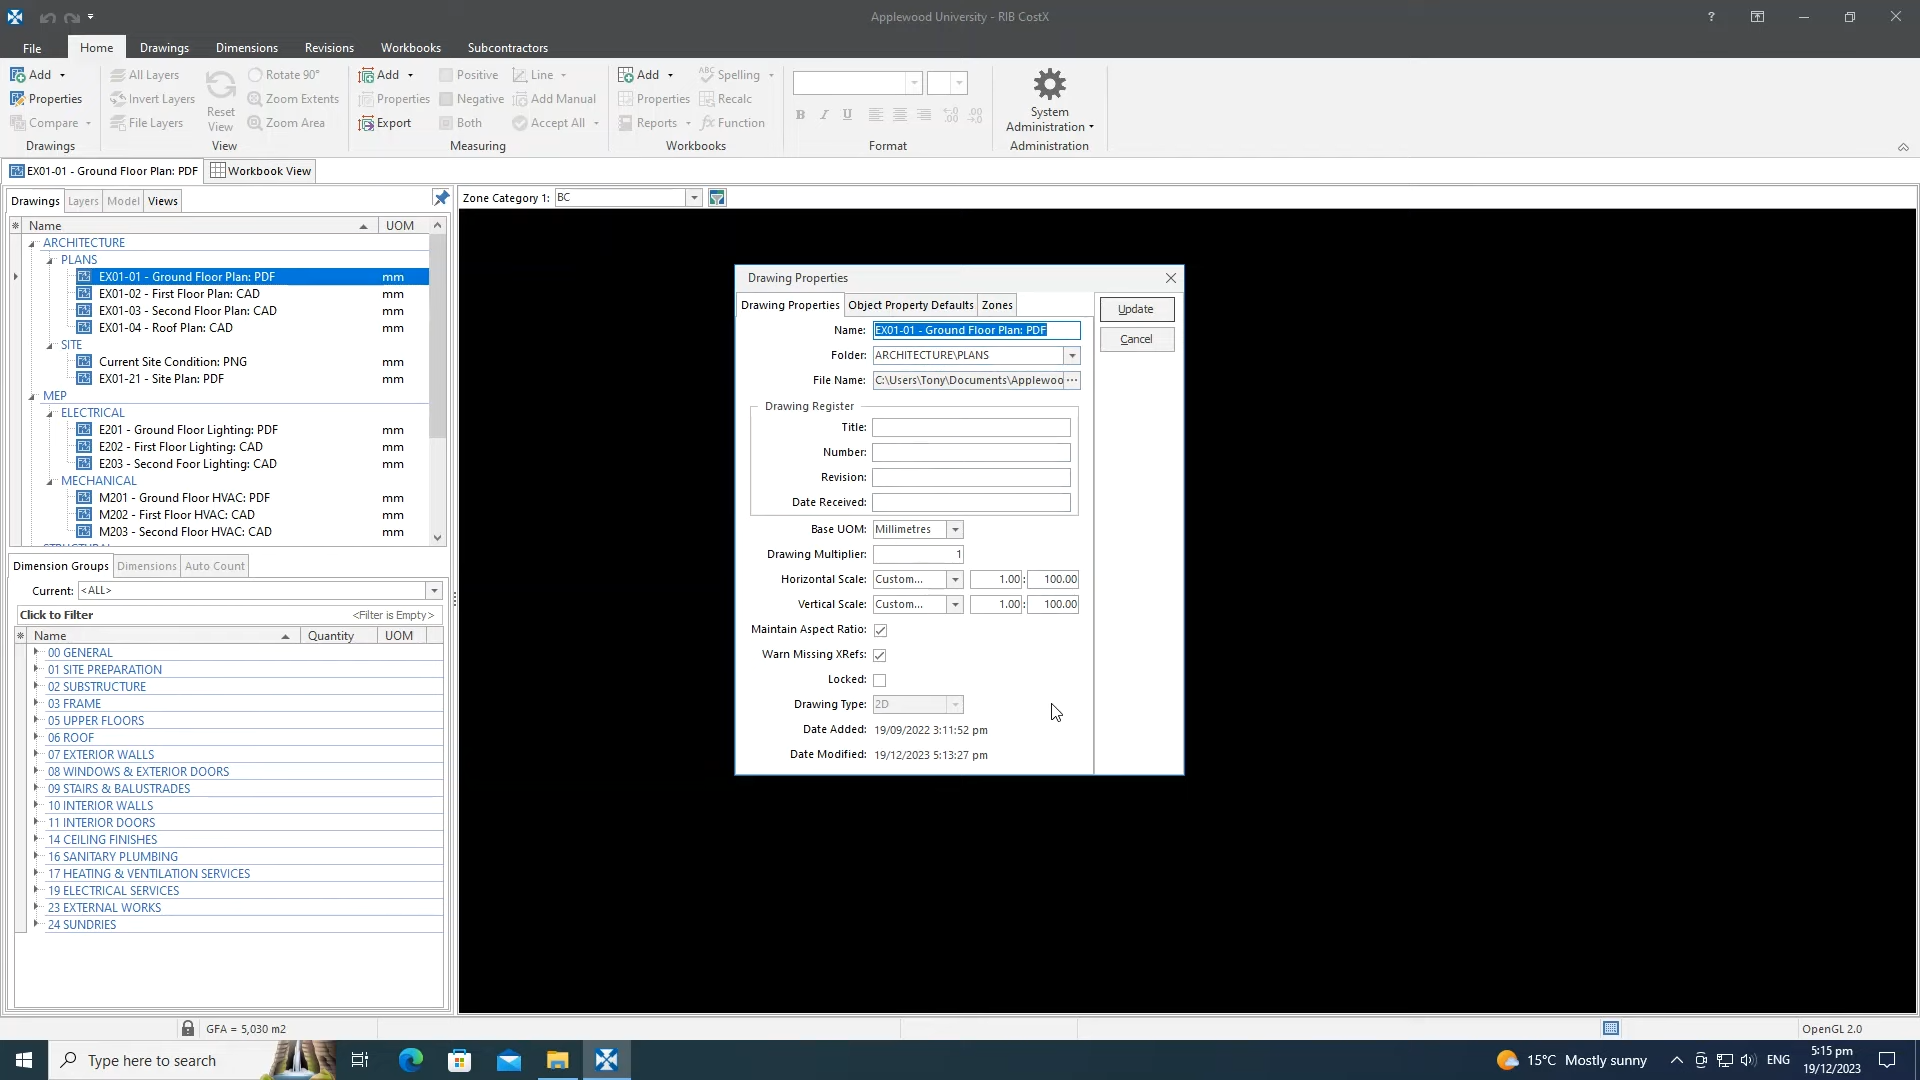 Applewood University - RIB CostX
?
File
Home
Drawings
Dimensions
Revisions
Workbooks
Subcontractors
Add
All Layers
Rotate 90°
Add
Positive
Line
Add
Spelling
Properties
Invert Layers
Zoom Extents
Properties
Negative
Add Manual
Properties
Recalc
Compare
File Layers
Reset View
Zoom Area
Export
Both
Accept All
Reports
fx Function
B I U
System Administration
Drawings
View
Measuring
Workbooks
Format
Administration
EX01-01 - Ground Floor Plan: PDF
Workbook View
Drawings
Layers
Model
Views
Zone Category 1: BC
Name
UOM
ARCHITECTURE
PLANS
EX01-01 - Ground Floor Plan: PDF mm
EX01-02 - First Floor Plan: CAD mm
EX01-03 - Second Floor Plan: CAD mm
EX01-04 - Roof Plan: CAD mm
SITE
Current Site Condition: PNG mm
EX01-21 - Site Plan: PDF mm
MEP
ELECTRICAL
E201 - Ground Floor Lighting: PDF mm
E202 - First Floor Lighting: CAD mm
E203 - Second Foor Lighting: CAD mm
MECHANICAL
M201 - Ground Floor HVAC: PDF mm
M202 - First Floor HVAC: CAD mm
M203 - Second Floor HVAC: CAD mm
Dimension Groups
Dimensions
Auto Count
Current: <ALL>
Click to Filter <Filter is Empty>
Name
Quantity
UOM
00 GENERAL
01 SITE PREPARATION
02 SUBSTRUCTURE
03 FRAME
05 UPPER FLOORS
06 ROOF
07 EXTERIOR WALLS
08 WINDOWS & EXTERIOR DOORS
09 STAIRS & BALUSTRADES
10 INTERIOR WALLS
11 INTERIOR DOORS
14 CEILING FINISHES
16 SANITARY PLUMBING
17 HEATING & VENTILATION SERVICES
19 ELECTRICAL SERVICES
23 EXTERNAL WORKS
24 SUNDRIES
Drawing Properties
Drawing Properties
Object Property Defaults
Zones
Update
Cancel
Name: EX01-01 - Ground Floor Plan: PDF
Folder: ARCHITECTURE\PLANS
File Name: C:\Users\Tony\Documents\Applewoo ...
Drawing Register
Title:
Number:
Revision:
Date Received:
Base UOM: Millimetres
Drawing Multiplier: 1
Horizontal Scale: Custom... 1.00 : 100.00
Vertical Scale: Custom... 1.00 : 100.00
Maintain Aspect Ratio:
Warn Missing XRefs:
Locked:
Drawing Type: 2D
Date Added: 19/09/2022 3:11:52 pm
Date Modified: 19/12/2023 5:13:27 pm
GFA = 5,030 m2
OpenGL 2.0
Type here to search
15°C Mostly sunny
ENG
5:15 pm
19/12/2023